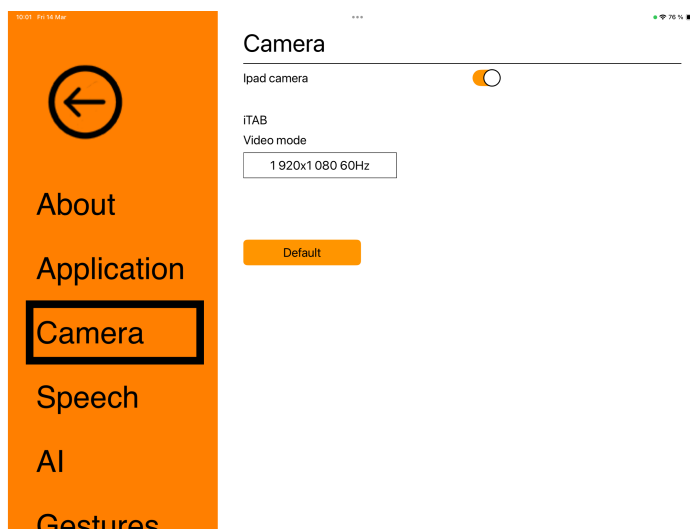 10:01 Fri 14 Mar
76 %
Camera
Ipad camera
iTAB
Video mode
1 920x1 080 60Hz
Default
About
Application
Camera
Speech
AI
Gestures